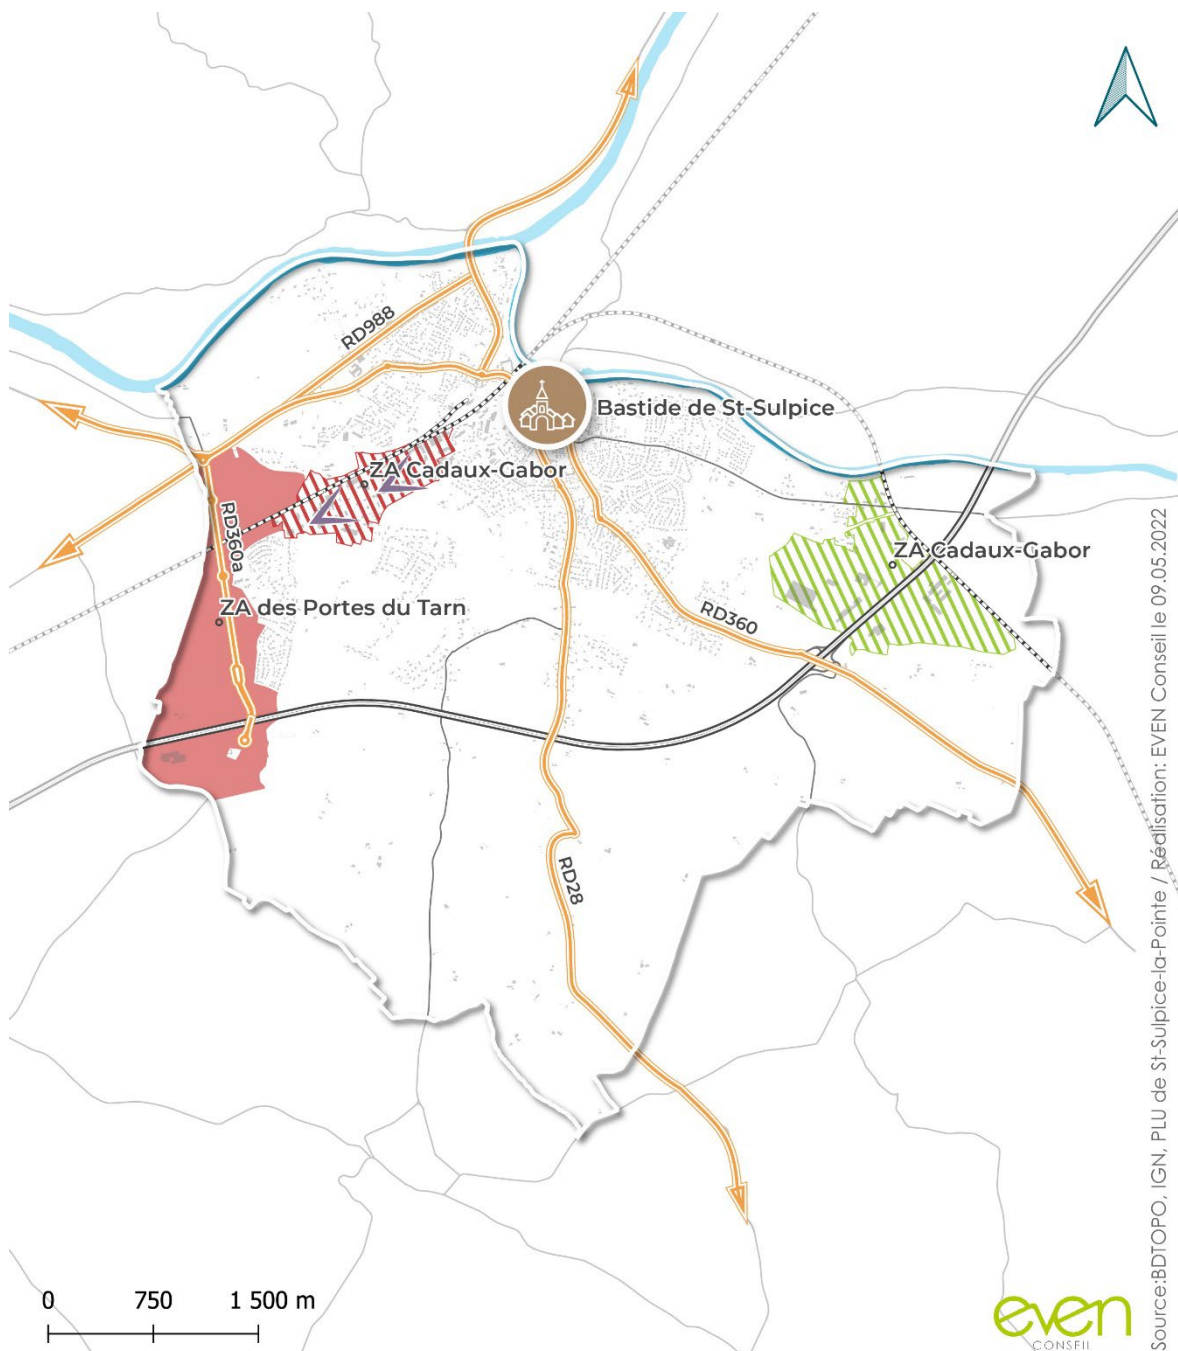 RD988
Bastide de St-Sulpice
ZA Cadaux-Gabor
RD360a
ZA Cadaux-Gabor
ZA des Portes du Tarn
RD360
RD28
0 750 1 500 m
even
CONSEIL
Source:BDTOPO, IGN, PLU de St-Sulpice-la-Pointe / Réalisation: EVEN Conseil le 09.05.2022